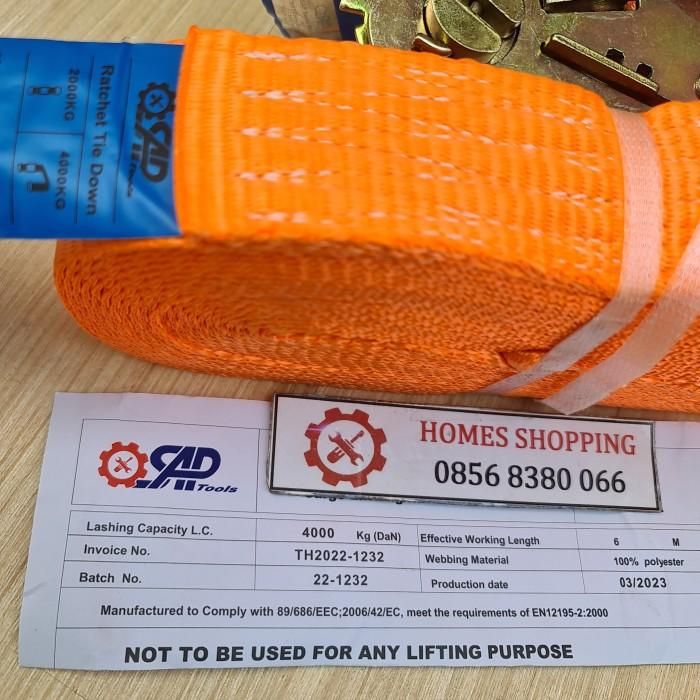 SAD
Tools
Ratchet Tie Down
2000KG
4000KG
HOMES SHOPPING
0856 8380 066
SAD
Tools
Lashing Capacity L.C. 4000 Kg (DaN) Effective Working Length 6 M
Invoice No. TH2022-1232 Webbing Material 100% polyester
Batch No. 22-1232 Production date 03/2023
Manufactured to Comply with 89/686/EEC;2006/42/EC, meet the requirements of EN12195-2:2000
NOT TO BE USED FOR ANY LIFTING PURPOSE